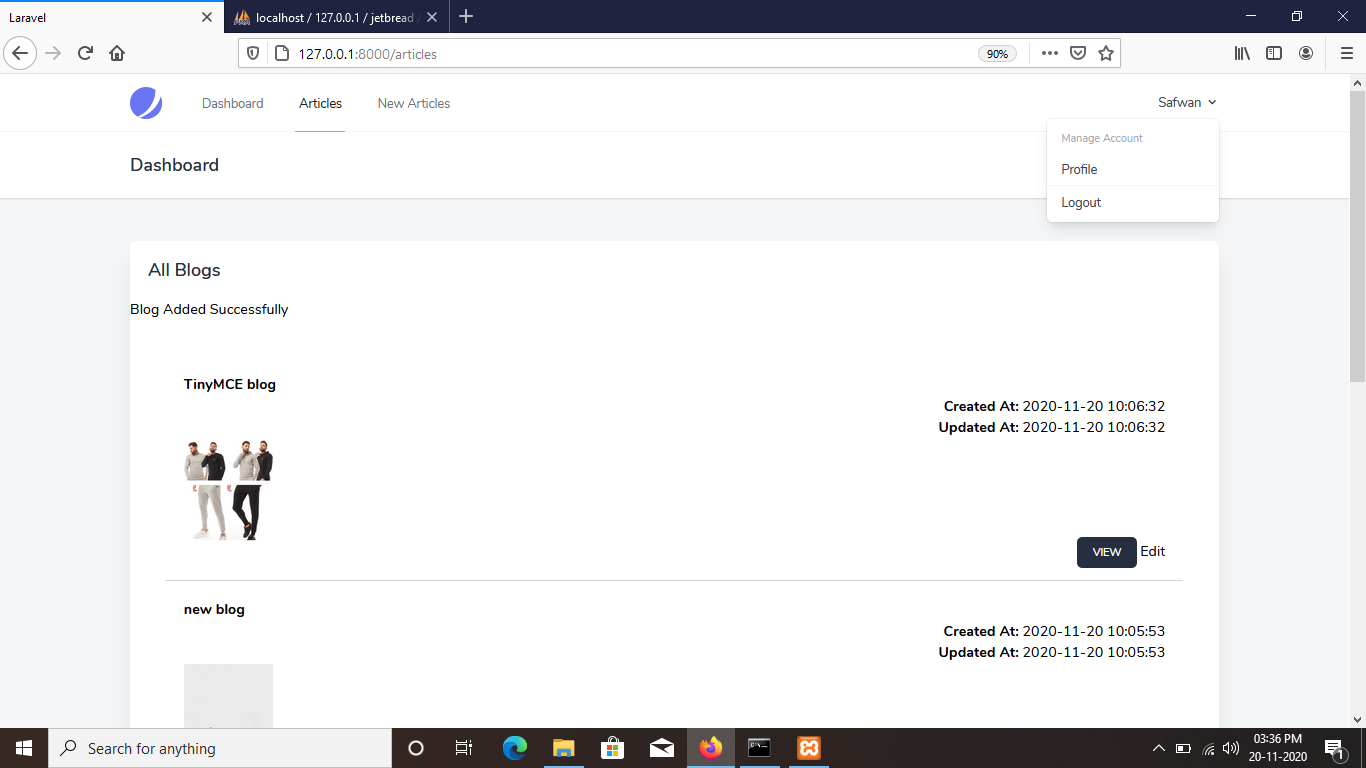 Laravel
localhost / 127.0.0.1 / jetbread
127.0.0.1:8000/articles
90%
Dashboard
Articles
New Articles
Safwan
Manage Account
Profile
Logout
Dashboard
All Blogs
Blog Added Successfully
TinyMCE blog
Created At: 2020-11-20 10:06:32
Updated At: 2020-11-20 10:06:32
VIEW Edit
new blog
Created At: 2020-11-20 10:05:53
Updated At: 2020-11-20 10:05:53
Search for anything
03:36 PM
20-11-2020
1